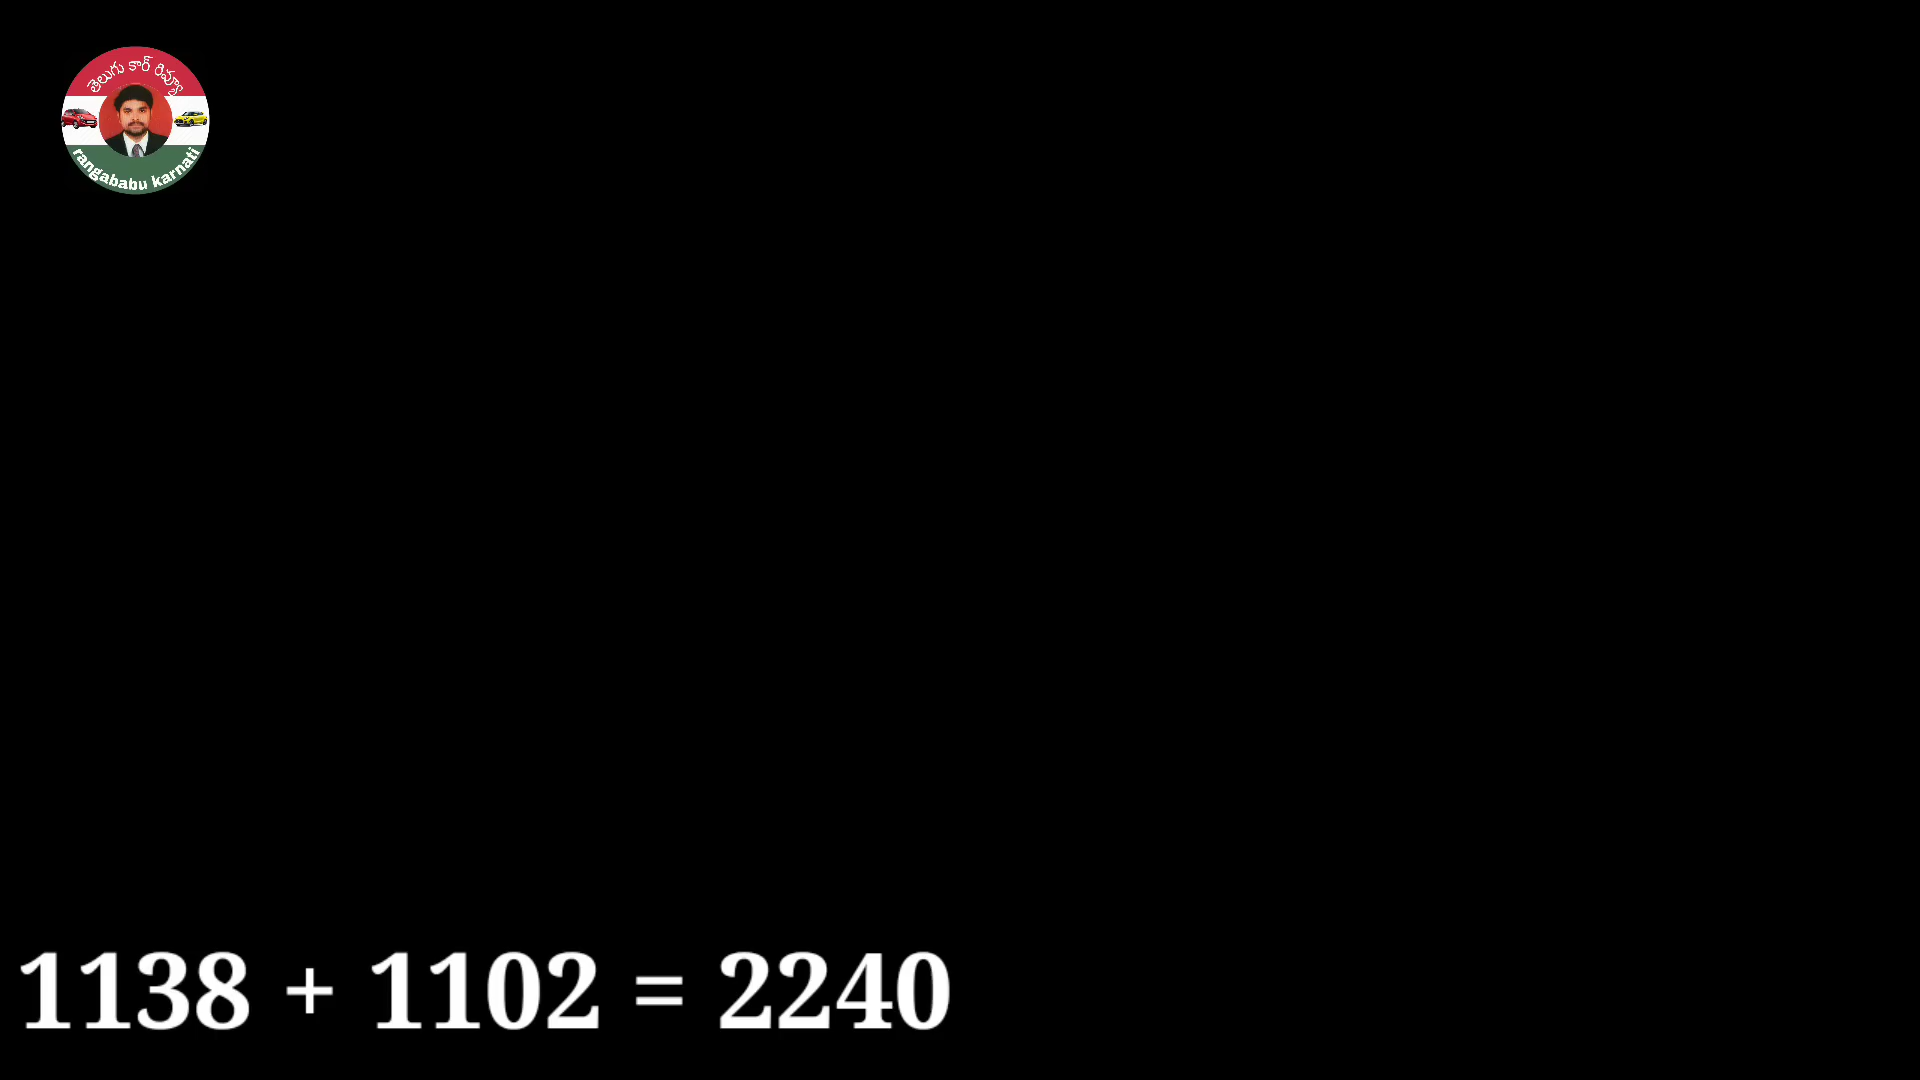 తెలుగు కార్ రివ్యూ
rangababu karnati
1138 + 1102 = 2240